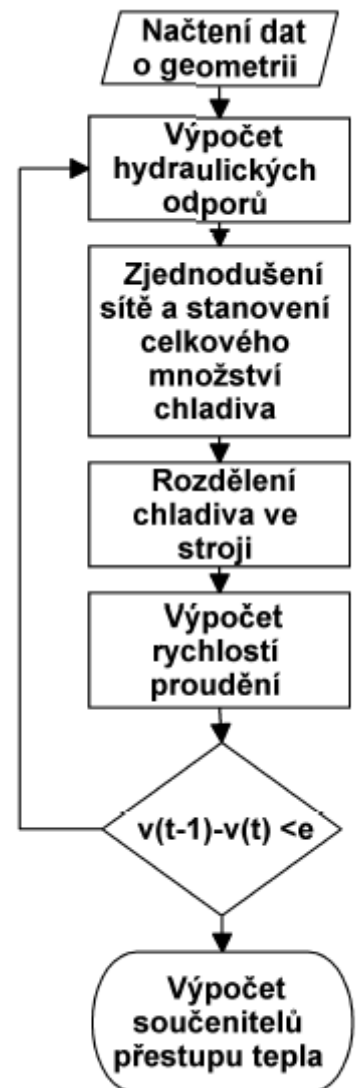 Načtení dat
o geometrii
Výpočet
hydraulických
odporů
Zjednodušení
sítě a stanovení
celkového
množství
chladiva
Rozdělení
chladiva ve
stroji
Výpočet
rychlostí
proudění
v(t-1)-v(t) <e
Výpočet
součenitelů
přestupu tepla